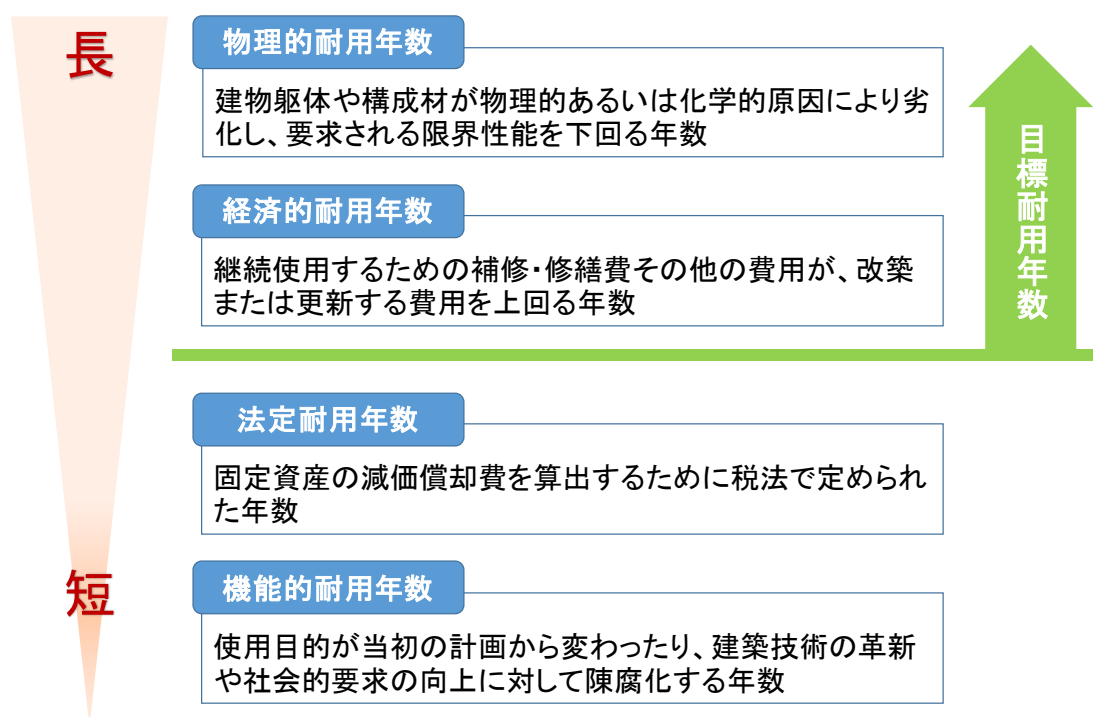 長
物理的耐用年数
建物躯体や構成材が物理的あるいは化学的原因により劣
化し、要求される限界性能を下回る年数
経済的耐用年数
継続使用するための補修・修繕費その他の費用が、改築
または更新する費用を上回る年数
目標耐用年数
法定耐用年数
固定資産の減価償却費を算出するために税法で定められ
た年数
短
機能的耐用年数
使用目的が当初の計画から変わったり、建築技術の革新
や社会的要求の向上に対して陳腐化する年数